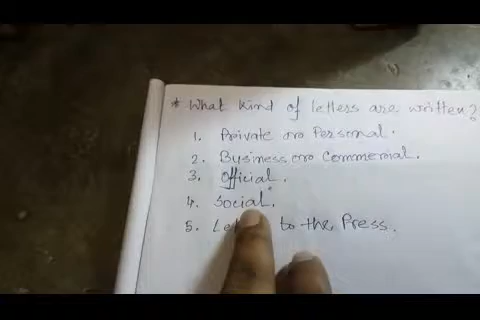 * What kind of letters are written?
1. Private or Personal.
2. Business or Commercial.
3. Official.
4. Social.
5. to the Press.